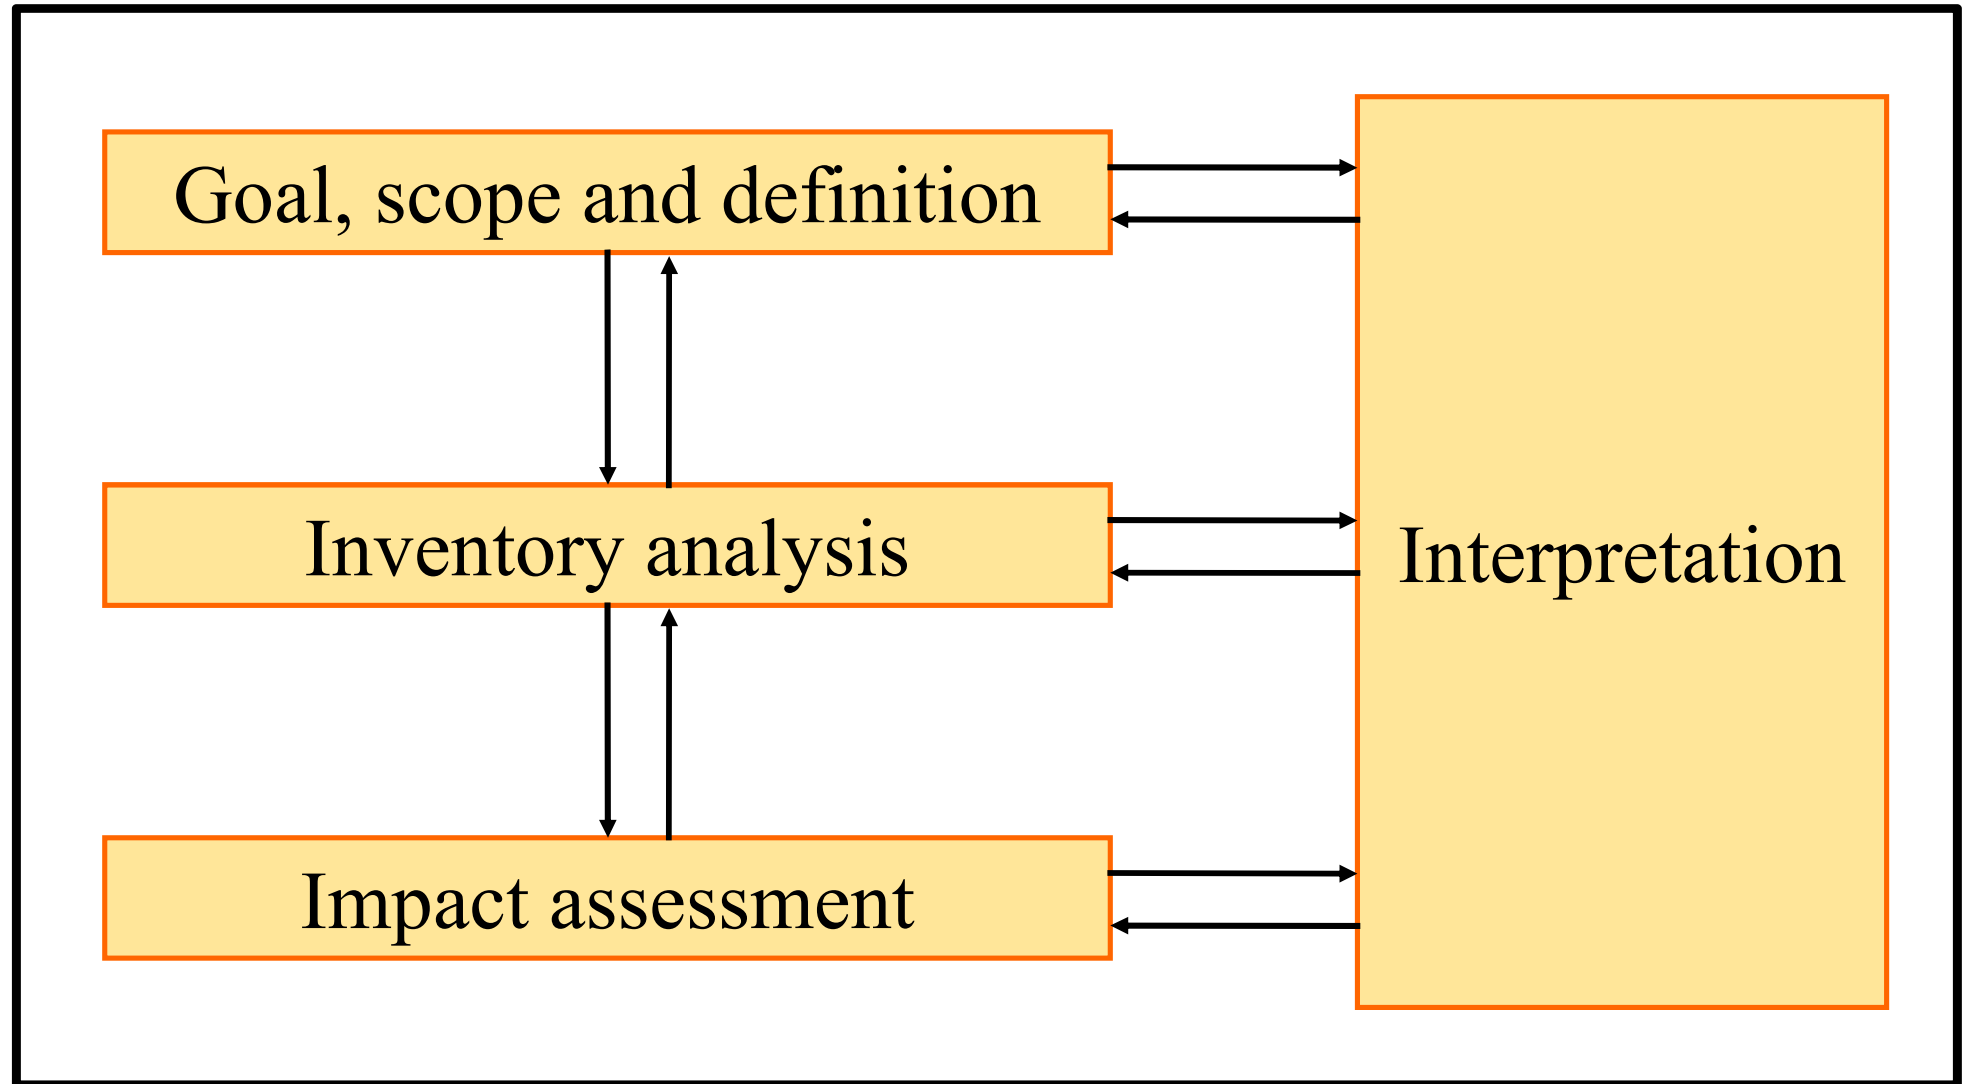 Goal, scope and definition
Inventory analysis
Interpretation
Impact assessment